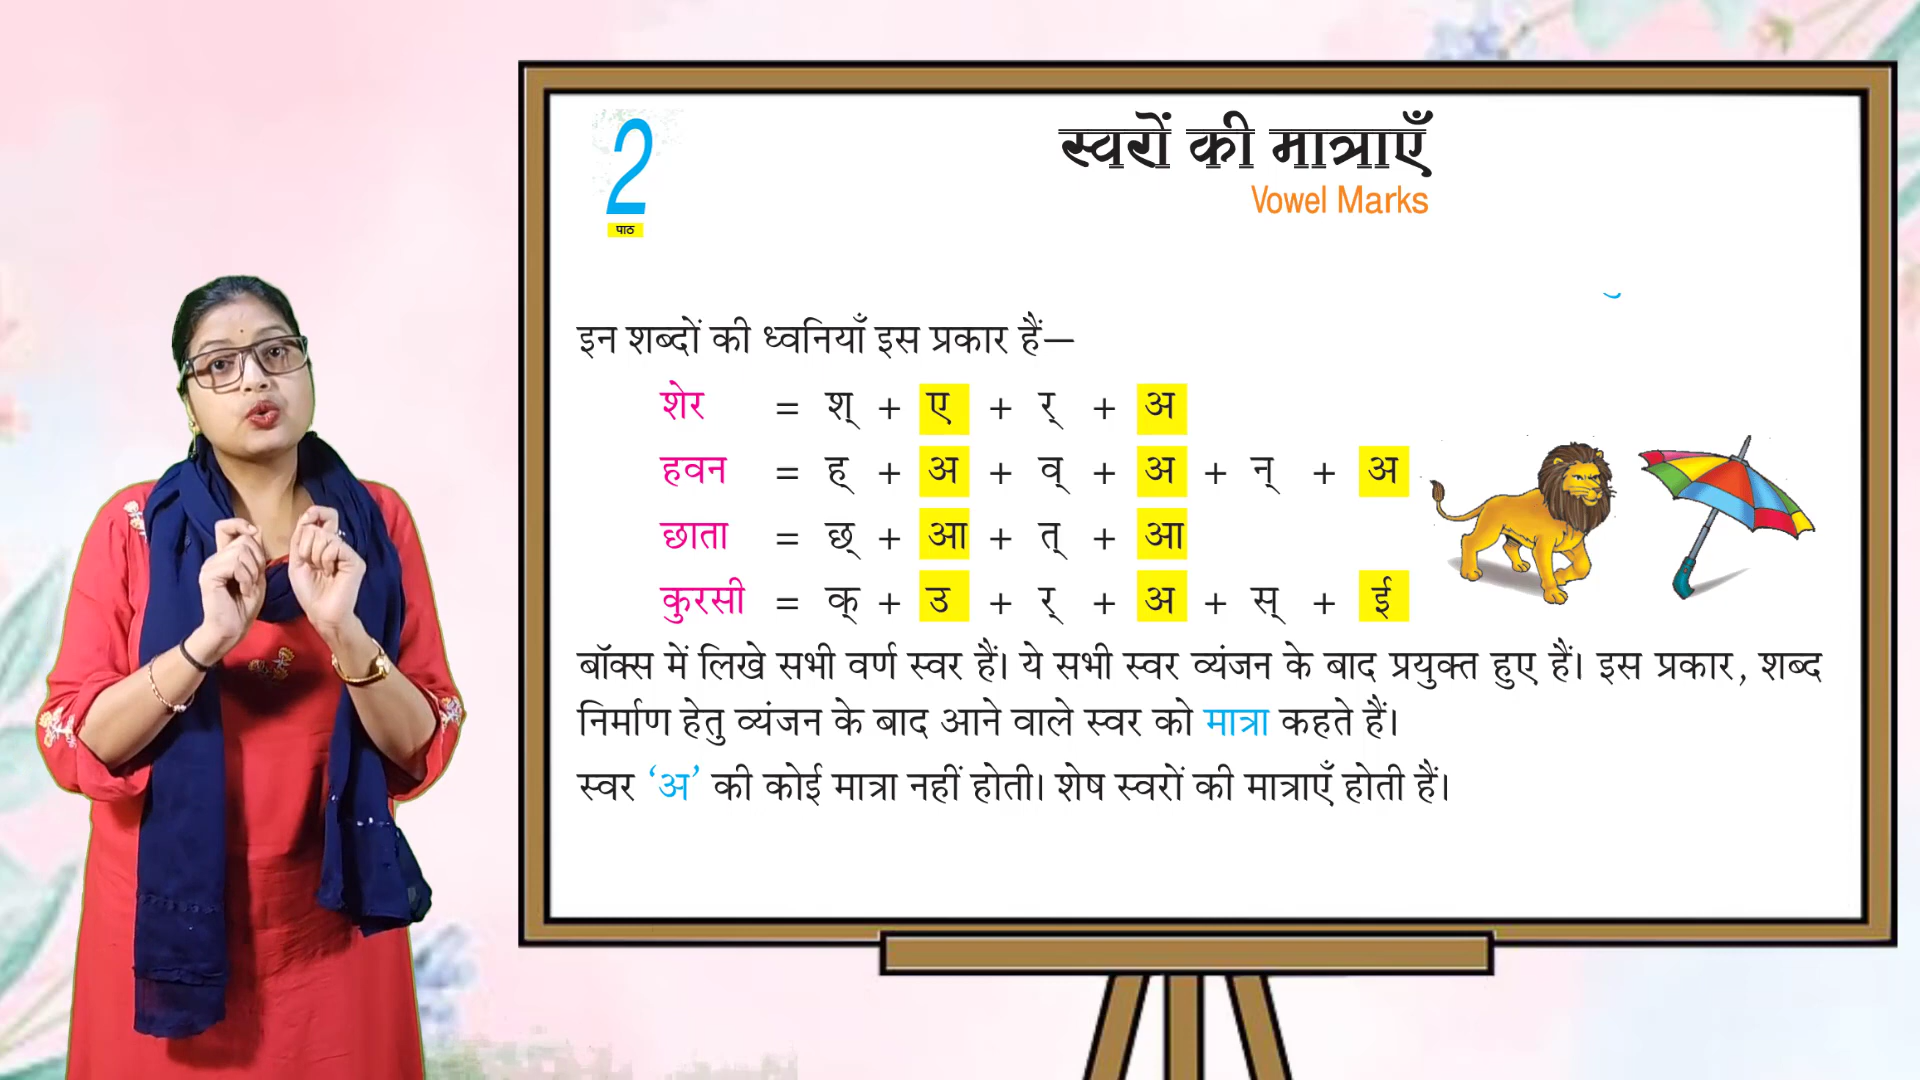 2
पाठ
स्वरों की मात्राएँ
Vowel Marks
इन शब्दों की ध्वनियाँ इस प्रकार हैं—
शेर = श् + ए + र् + अ
हवन = ह् + अ + व् + अ + न् + अ
छाता = छ् + आ + त् + आ
कुरसी = क् + उ + र् + अ + स् + ई
बॉक्स में लिखे सभी वर्ण स्वर हैं। ये सभी स्वर व्यंजन के बाद प्रयुक्त हुए हैं। इस प्रकार, शब्द
निर्माण हेतु व्यंजन के बाद आने वाले स्वर को मात्रा कहते हैं।
स्वर ‘अ’ की कोई मात्रा नहीं होती। शेष स्वरों की मात्राएँ होती हैं।